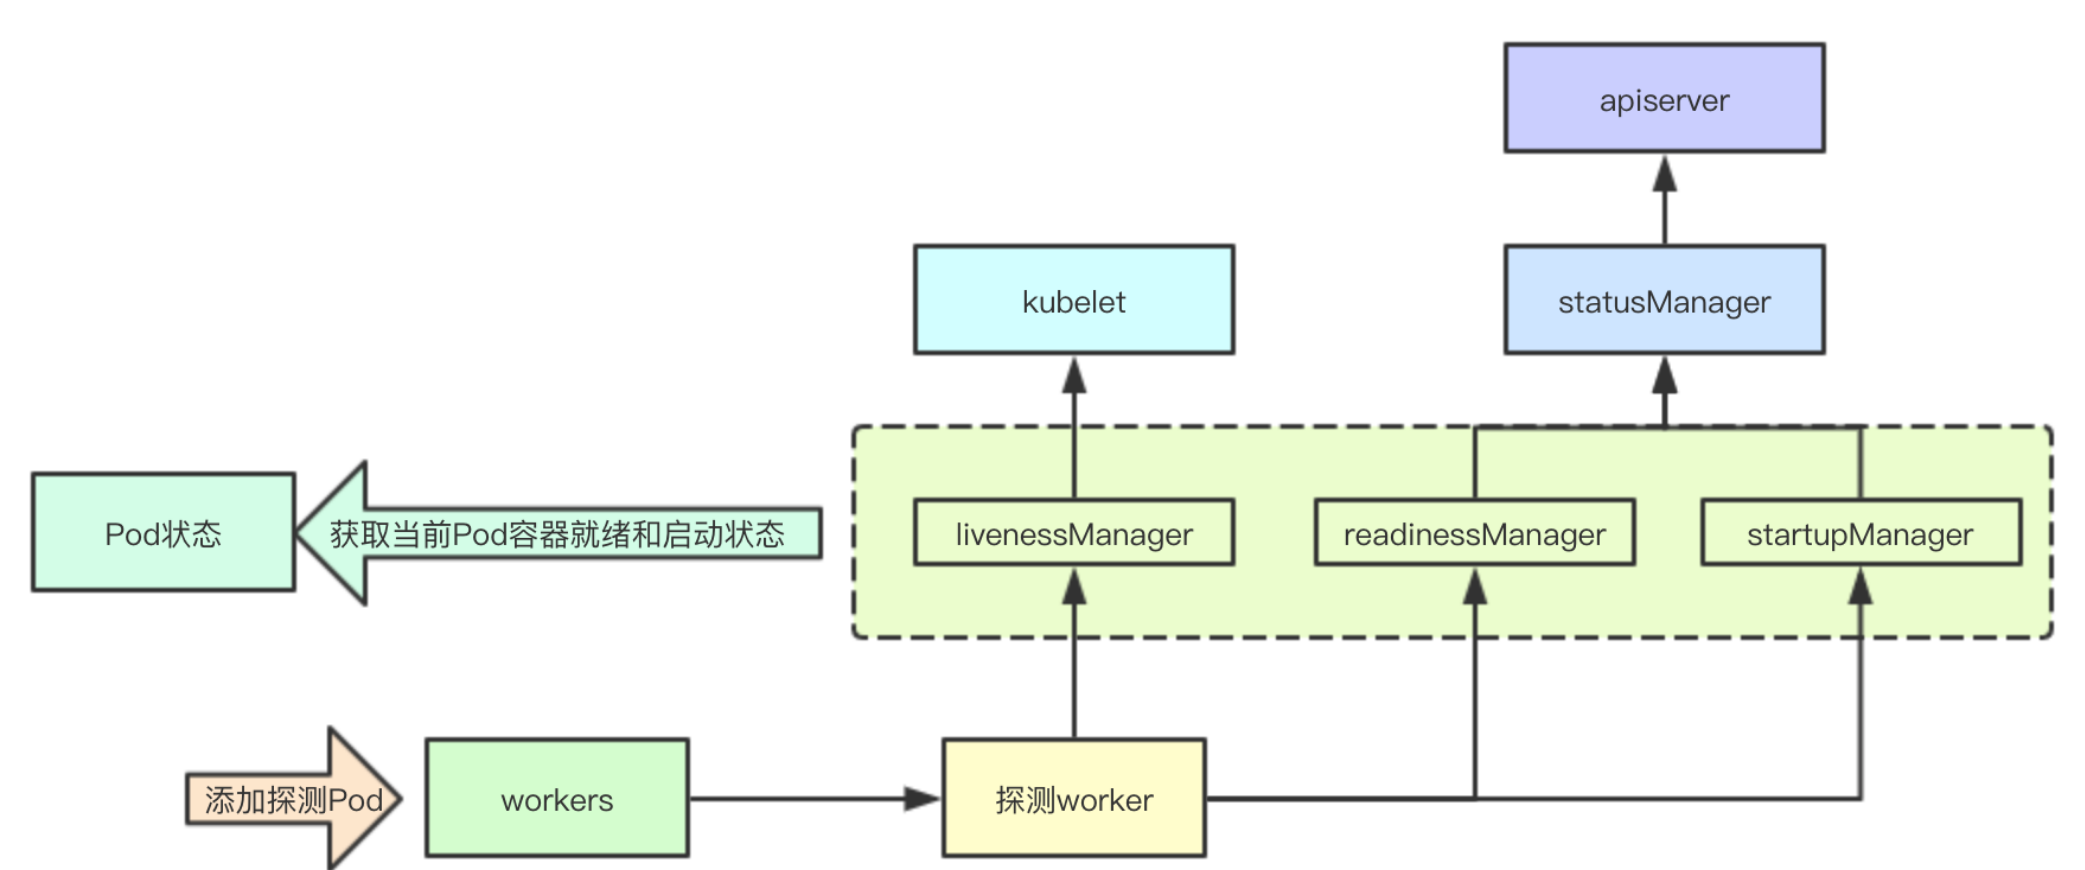 apiserver
kubelet
statusManager
Pod状态
获取当前Pod容器就绪和启动状态
livenessManager
readinessManager
startupManager
添加探测Pod
workers
探测worker